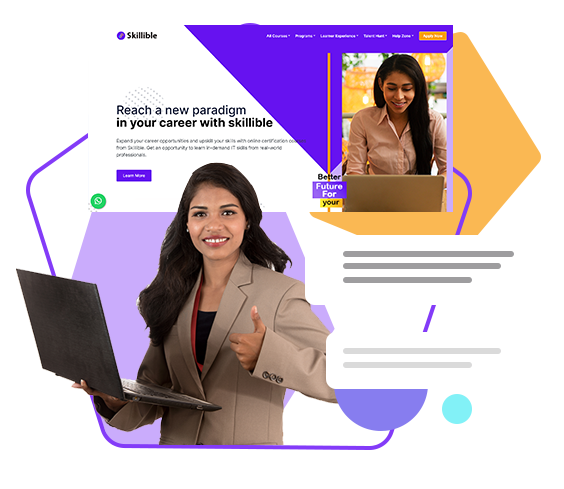 Skillible
All Courses Programs Learner Experience Talent Hunt Help Zone Apply Now
Reach a new paradigm
in your career with skillible
Expand your career opportunities and upskill your skills with online certification
from Skillible. Get an opportunity to learn in-demand IT skills from real-world
professionals.
Learn More
Better
Future
For
your